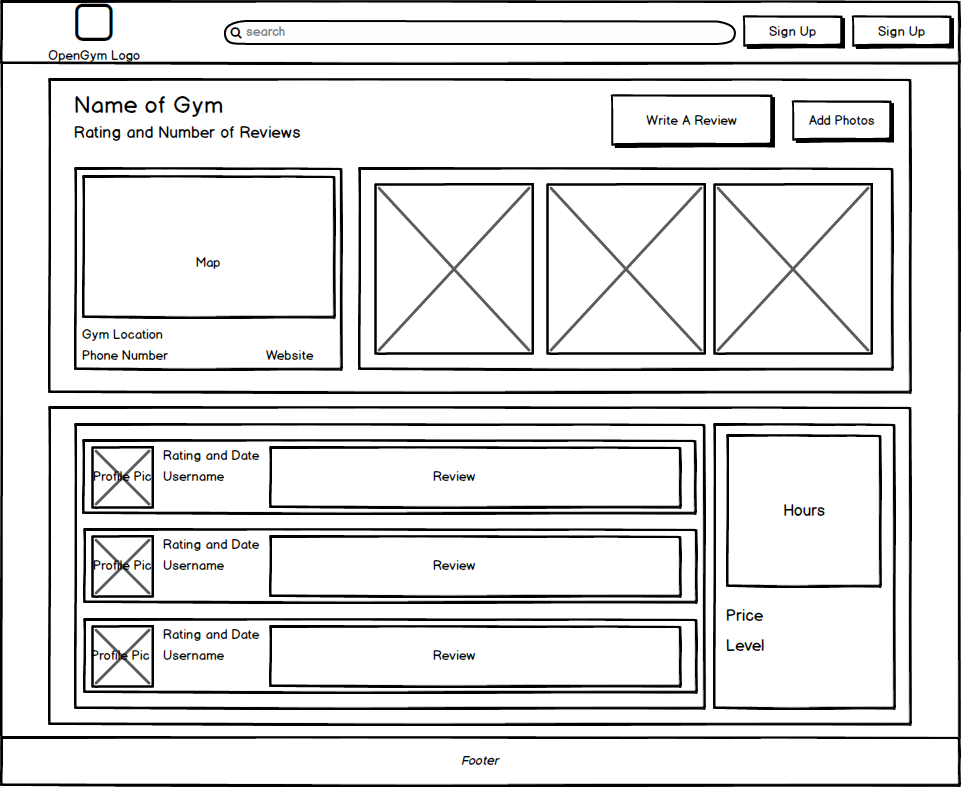 OpenGym Logo
search
Sign Up
Sign Up
Name of Gym
Rating and Number of Reviews
Write A Review
Add Photos
Map
Gym Location
Phone Number
Website
Profile Pic
Rating and Date
Username
Review
Profile Pic
Rating and Date
Username
Review
Profile Pic
Rating and Date
Username
Review
Hours
Price
Level
Footer